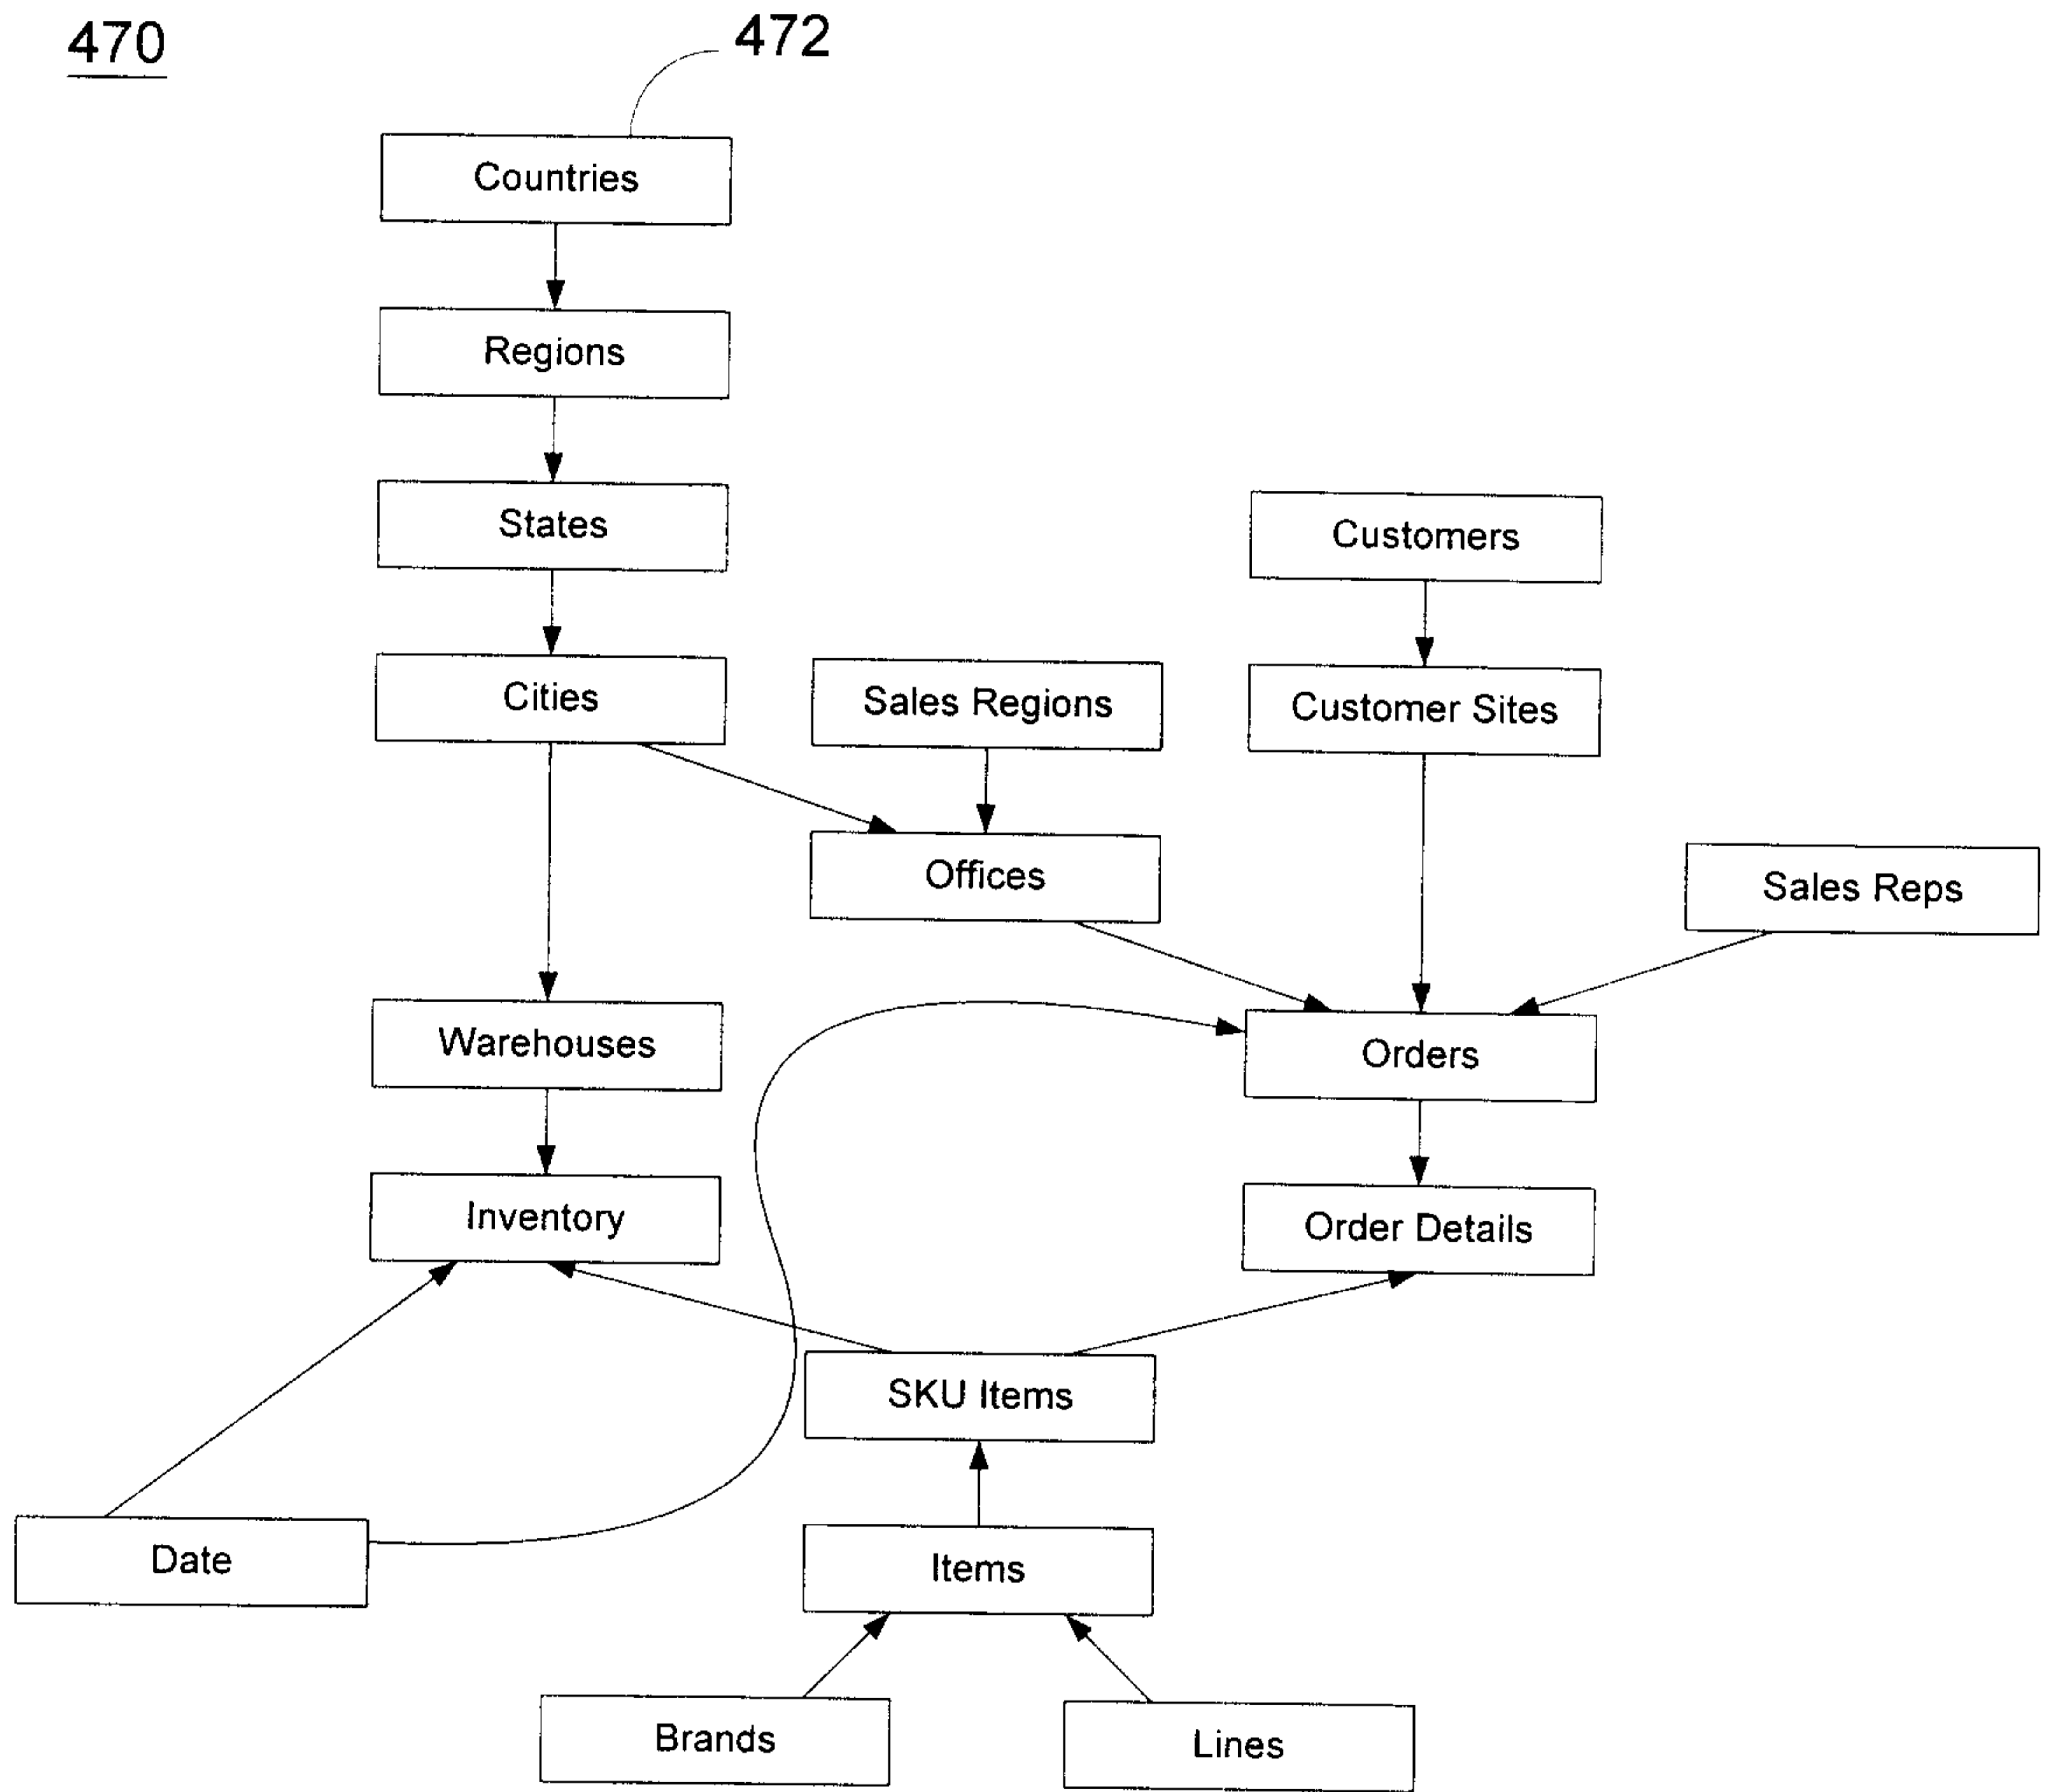 470
472
Countries
Regions
States
Customers
Cities
Sales Regions
Customer Sites
Offices
Sales Reps
Warehouses
Orders
Inventory
Order Details
SKU Items
Date
Items
Brands
Lines